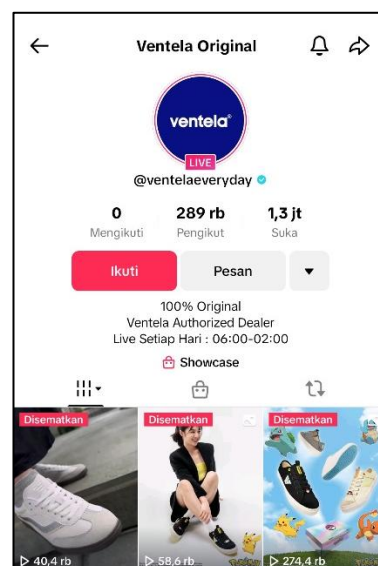 Ventela Original
ventela®
LIVE
@ventelaeveryday
0 289 rb 1,3 jt
Mengikuti Pengikut Suka
Ikuti Pesan
100% Original
Ventela Authorized Dealer
Live Setiap Hari : 06:00-02:00
Showcase
Disematkan Disematkan Disematkan
40,4 rb 58,6 rb 274,4 rb